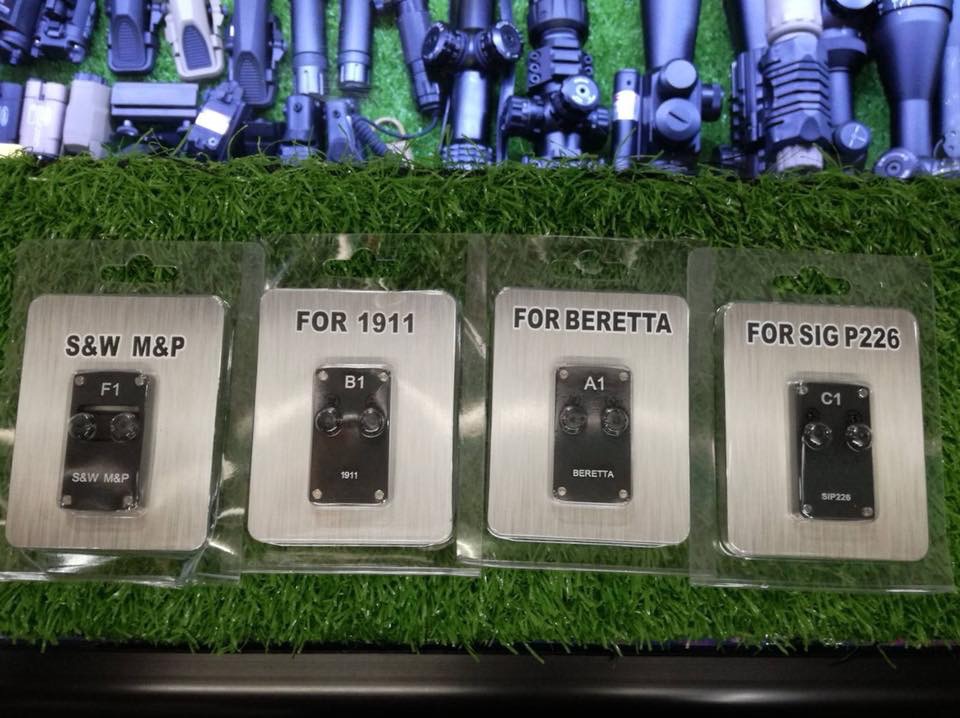 S&W M&P
F1
S&W M&P
FOR 1911
B1
1911
FOR BERETTA
A1
BERETTA
FOR SIG P226
C1
SIP226